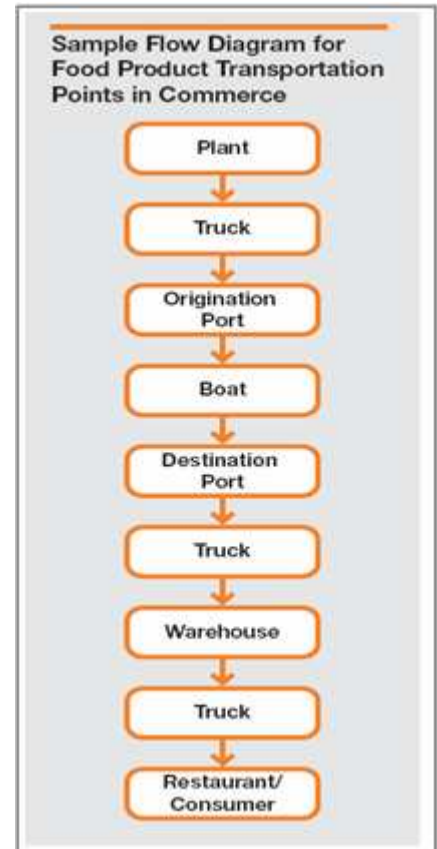 Sample Flow Diagram for
Food Product Transportation
Points in Commerce
Plant
Truck
Origination
Port
Boat
Destination
Port
Truck
Warehouse
Truck
Restaurant/
Consumer